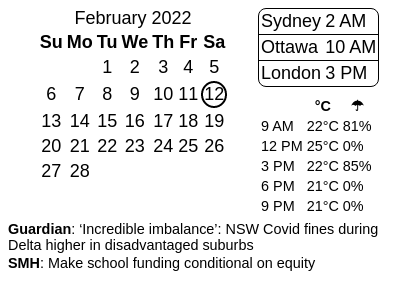 February 2022
Su Mo Tu We Th Fr Sa
1 2 3 4 5
6 7 8 9 10 11 12
13 14 15 16 17 18 19
20 21 22 23 24 25 26
27 28
Sydney 2 AM
Ottawa 10 AM
London 3 PM
°C ☂
9 AM 22°C 81%
12 PM 25°C 0%
3 PM 22°C 85%
6 PM 21°C 0%
9 PM 21°C 0%
Guardian: ‘Incredible imbalance’: NSW Covid fines during
Delta higher in disadvantaged suburbs
SMH: Make school funding conditional on equity